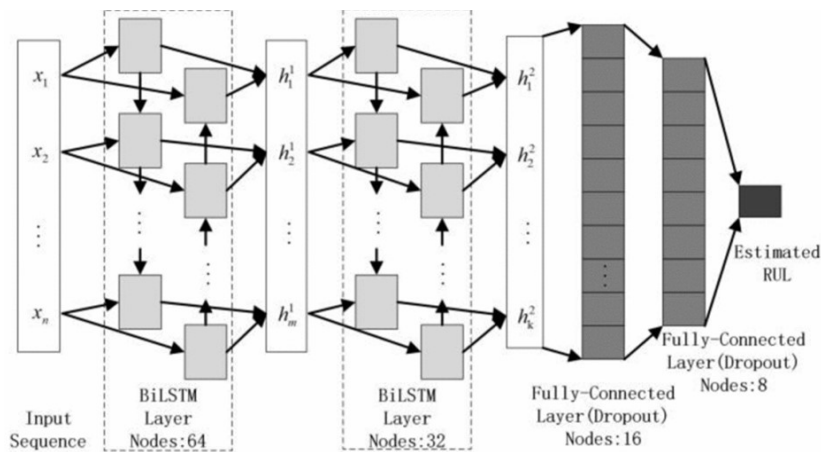 x₁
x₂
⋮
xₙ
Input
Sequence
⋮
⋮
BiLSTM
Layer
Nodes:64
h₁¹
h₂¹
⋮
hₘ¹
⋮
⋮
BiLSTM
Layer
Nodes:32
h₁²
h₂²
⋮
hₖ²
⋮
Fully-Connected
Layer(Dropout)
Nodes:16
Fully-Connected
Layer(Dropout)
Nodes:8
Estimated
RUL